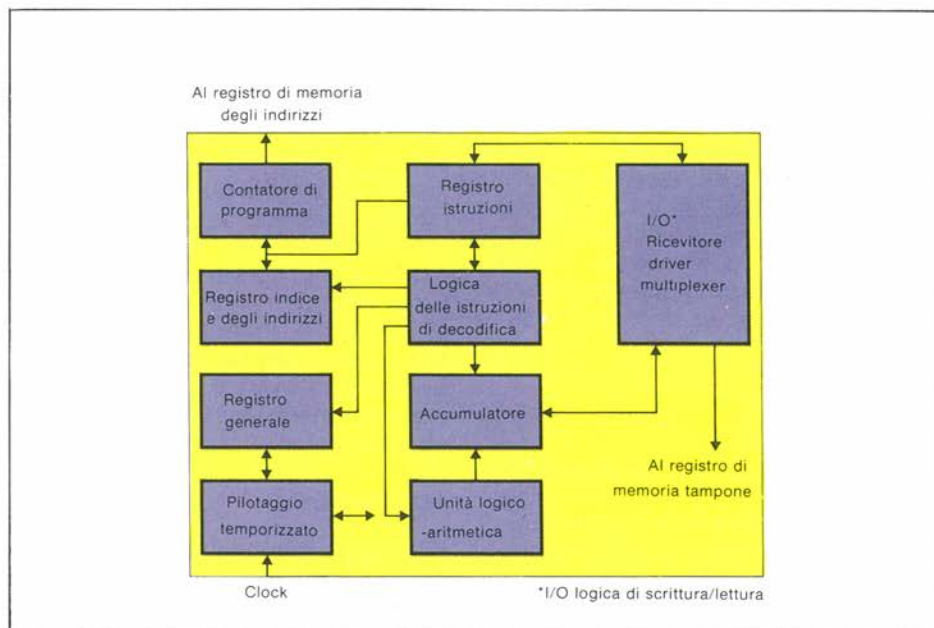 Al registro di memoria
degli indirizzi
Contatore di
programma
Registro
istruzioni
I/O*
Ricevitore
driver
multiplexer
Registro indice
e degli indirizzi
Logica
delle istruzioni
di decodifica
Registro
generale
Accumulatore
Al registro di
memoria tampone
Pilotaggio
temporizzato
Unità logico
-aritmetica
Clock
*I/O logica di scrittura/lettura